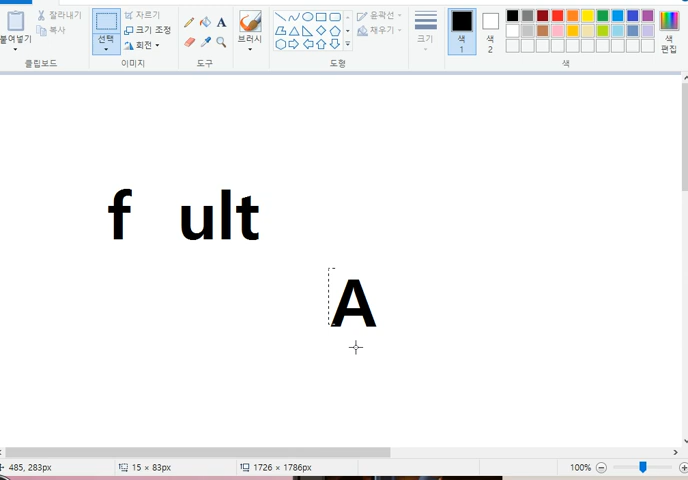 잘라내기
복사
붙여넣기
클립보드
선택
자르기
크기 조정
회전
이미지
A
도구
브러시
윤곽선
채우기
도형
크기
색
1
색
2
색
편집
색
f ult
A
485, 283px
15 × 83px
1726 × 1786px
100%